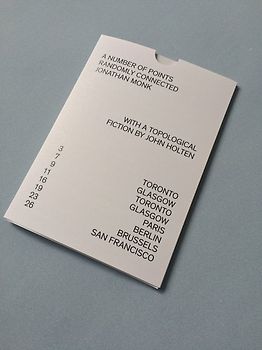 A NUMBER OF POINTS
RANDOMLY CONNECTED
JONATHAN MONK
WITH A TOPOLOGICAL
FICTION BY JOHN HOLTEN
3
7
9
11
16
19
23
26
TORONTO
GLASGOW
TORONTO
GLASGOW
PARIS
BERLIN
BRUSSELS
SAN FRANCISCO